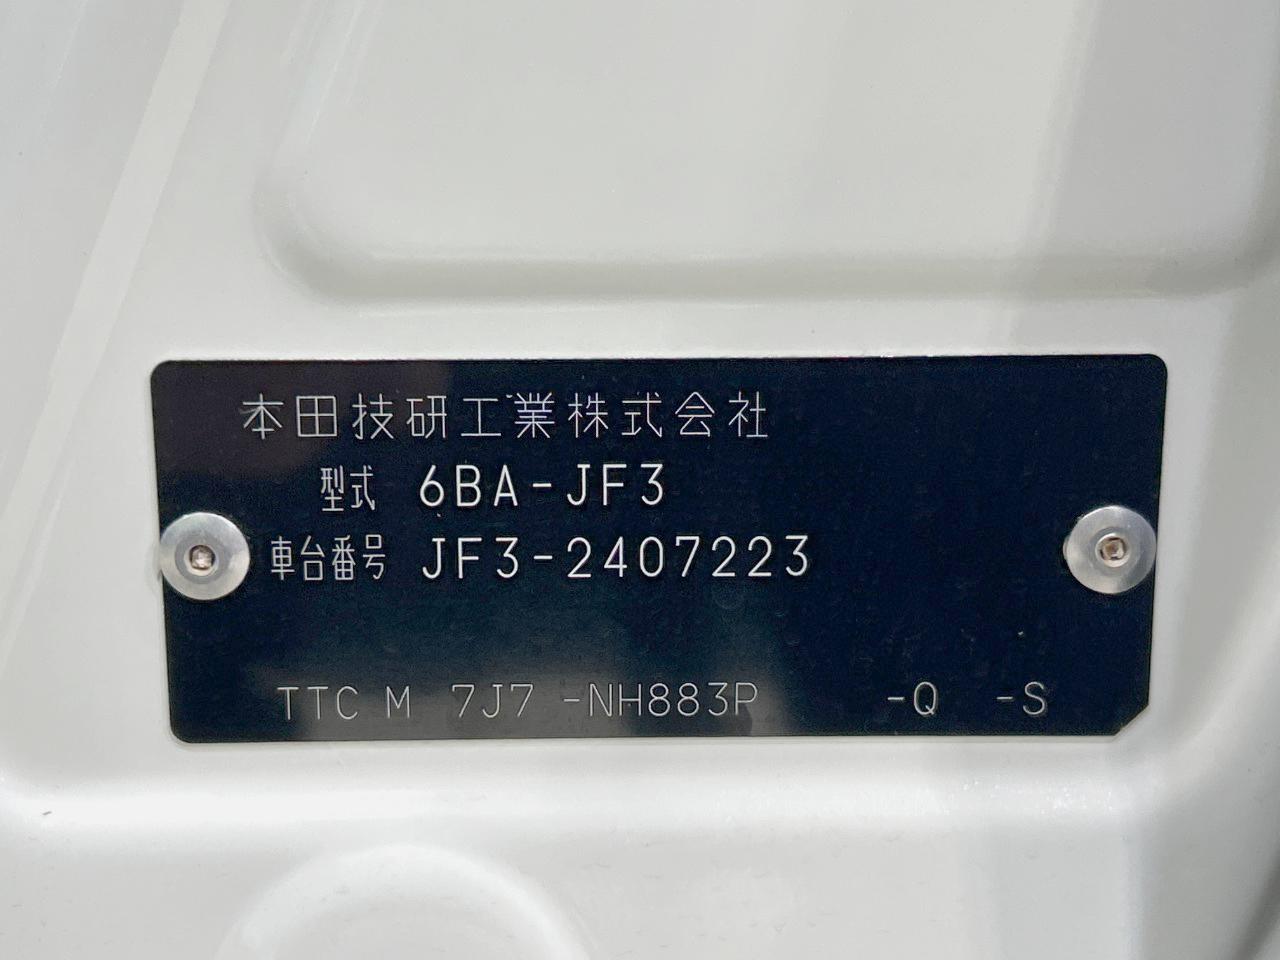 本田技研工業株式会社
型式 6BA-JF3
車台番号 JF3-2407223
TTC M 7J7 -NH883P -Q -S